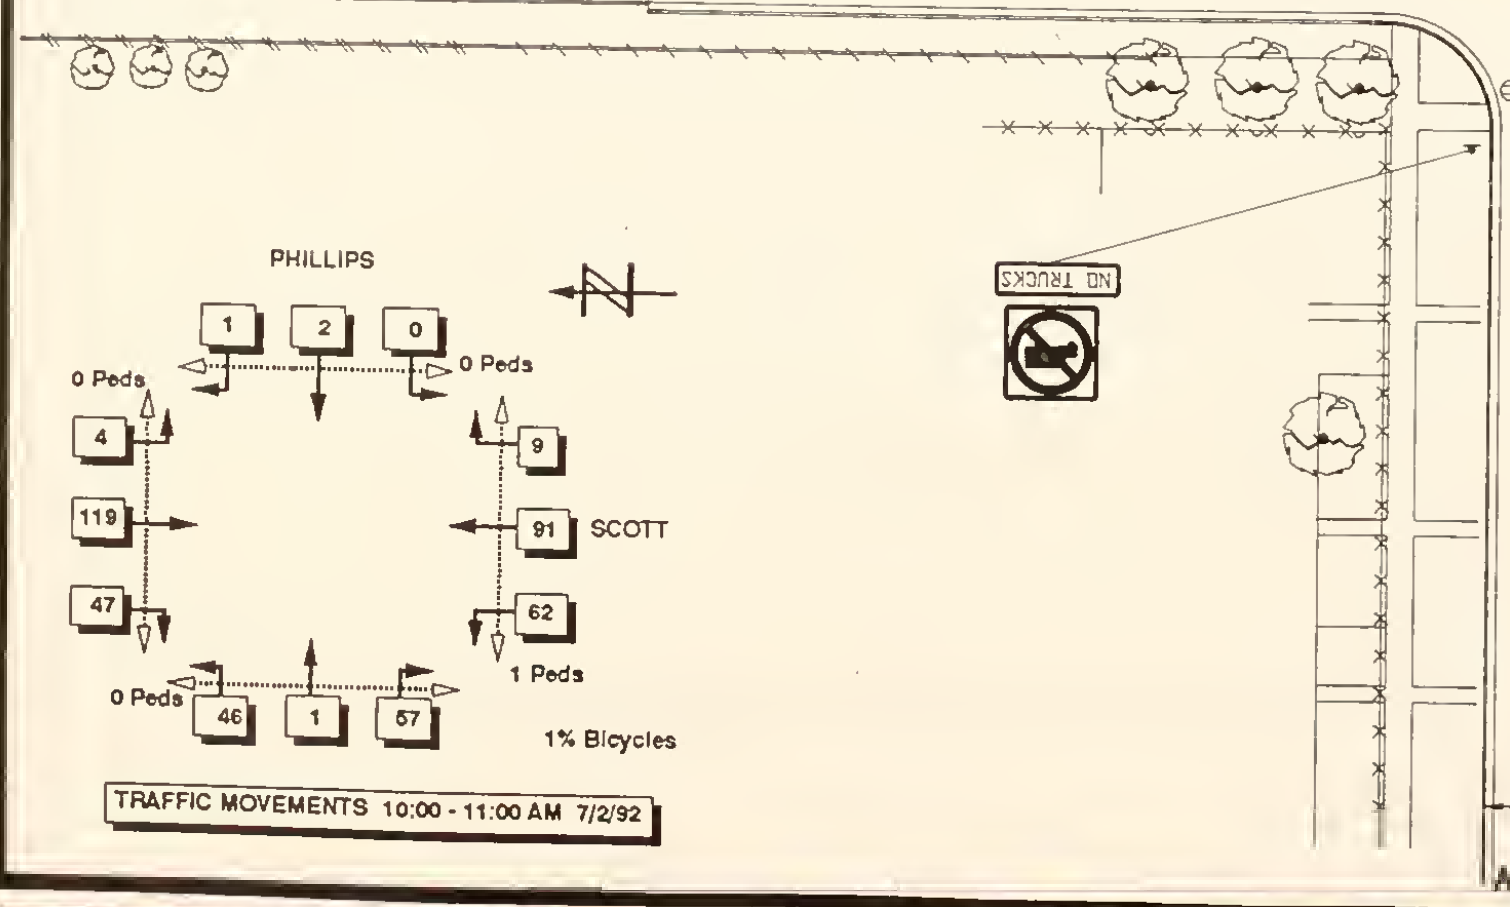 PHILLIPS
1
2
0
0 Peds
0 Peds
4
119
47
9
91
SCOTT
62
1 Peds
0 Peds
46
1
1% Bicycles
TRAFFIC MOVEMENTS 10:00 - 11:00 AM 7/2/92
N
NO TRUCKS